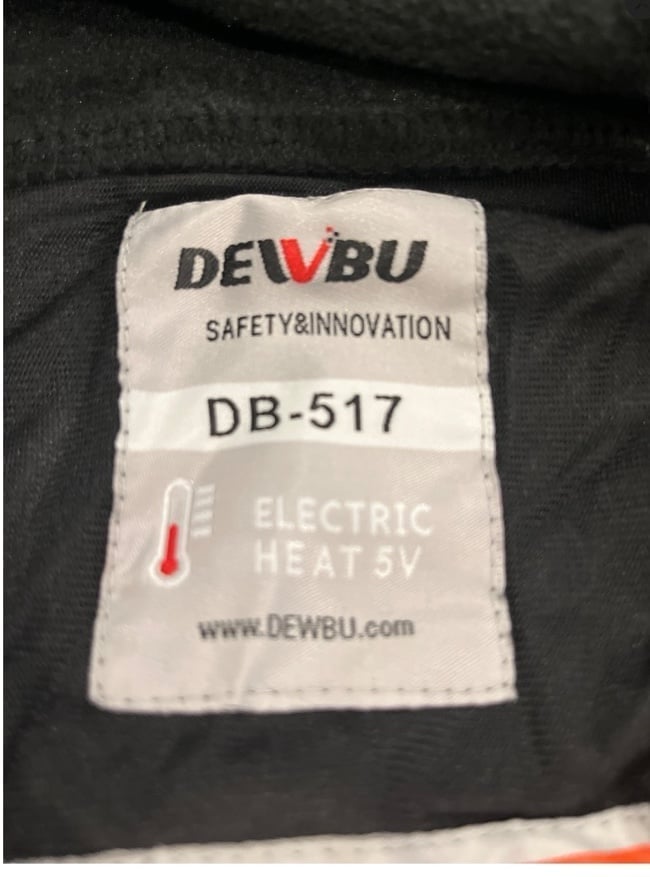 DEWBU
SAFETY&INNOVATION
DB-517
ELECTRIC
HEAT 5V
www.DEWBU.com